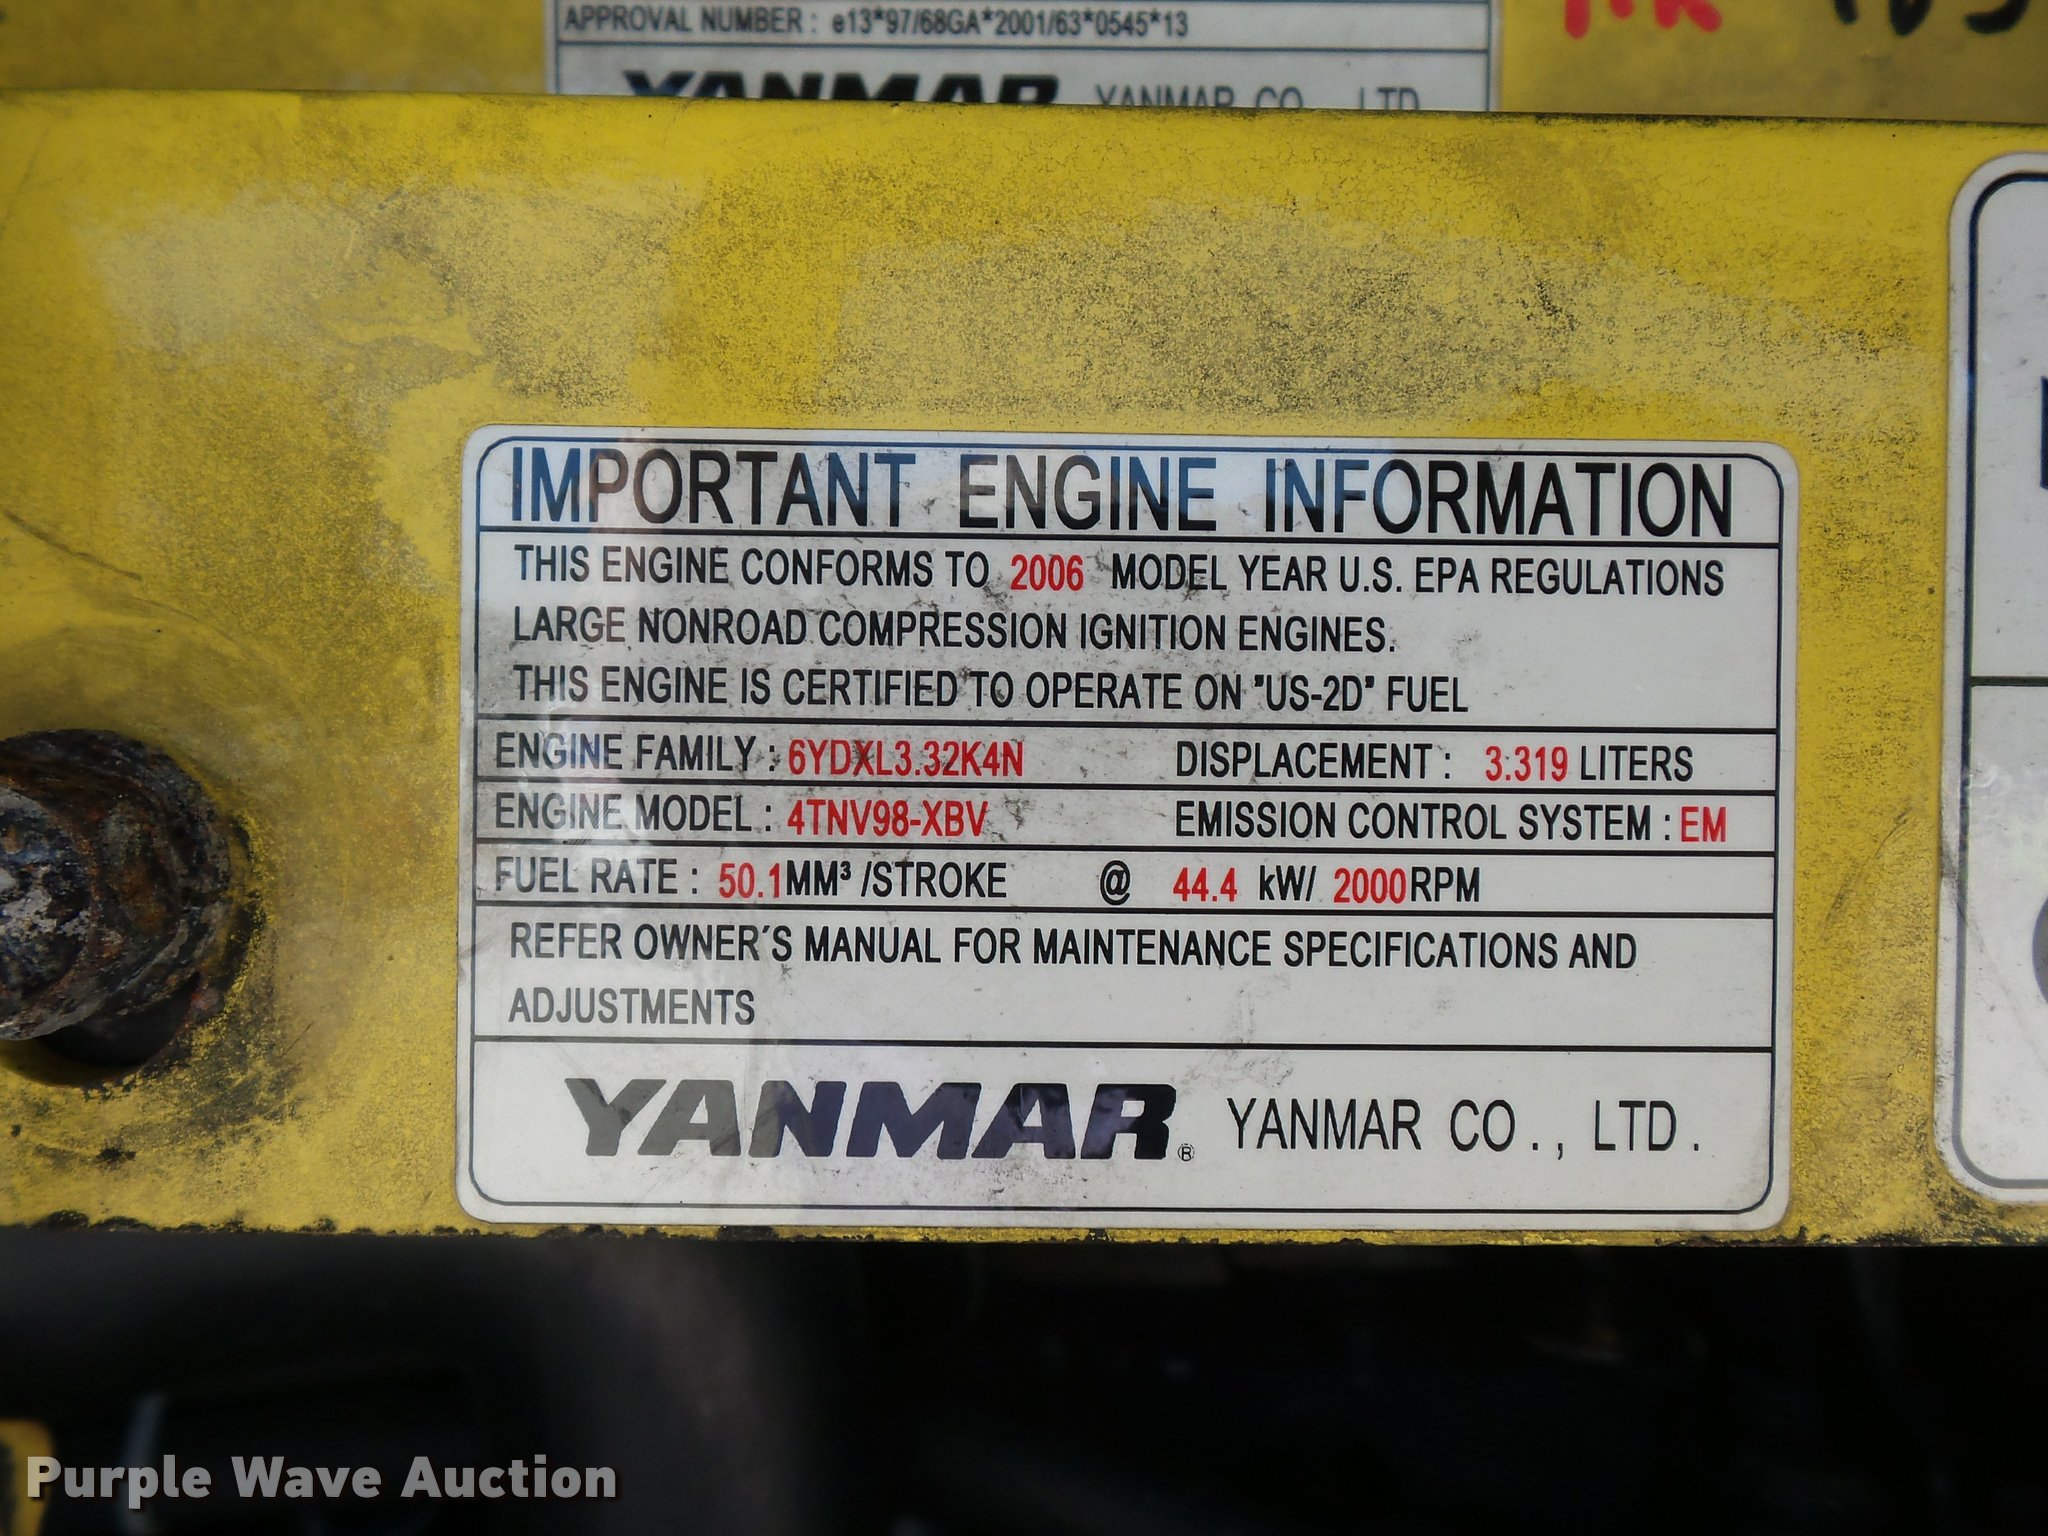 APPROVAL NUMBER : e13*97/68GA*2001/63*0545*13
YANMAR YANMAR CO., LTD.
IMPORTANT ENGINE INFORMATION
THIS ENGINE CONFORMS TO 2006 MODEL YEAR U.S. EPA REGULATIONS
LARGE NONROAD COMPRESSION IGNITION ENGINES.
THIS ENGINE IS CERTIFIED TO OPERATE ON "US-2D" FUEL
ENGINE FAMILY : 6YDXL3.32K4N DISPLACEMENT : 3.319 LITERS
ENGINE MODEL : 4TNV98-XBV EMISSION CONTROL SYSTEM : EM
FUEL RATE : 50.1MM³ /STROKE @ 44.4 kW/ 2000RPM
REFER OWNER´S MANUAL FOR MAINTENANCE SPECIFICATIONS AND
ADJUSTMENTS
YANMAR® YANMAR CO., LTD.
Purple Wave Auction